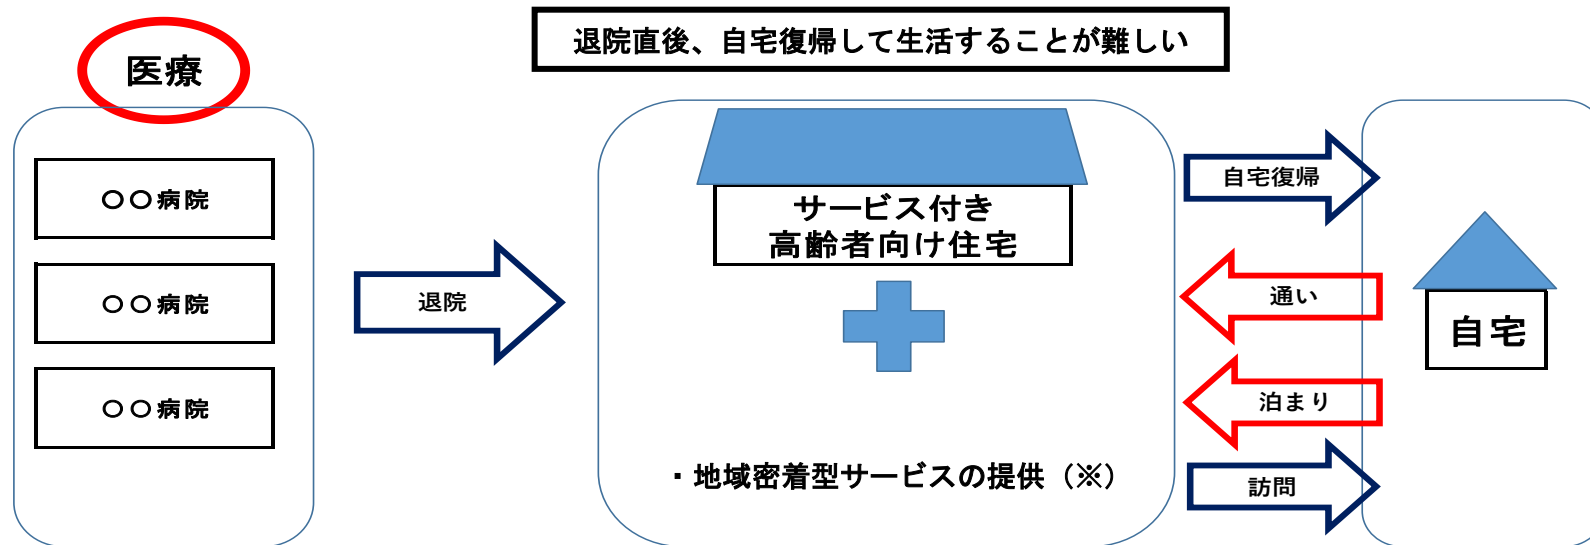 退院直後、自宅復帰して生活することが難しい
医療
〇〇病院
〇〇病院
〇〇病院
退院
サービス付き
高齢者向け住宅
・地域密着型サービスの提供（※）
自宅復帰
通い
泊まり
訪問
自宅